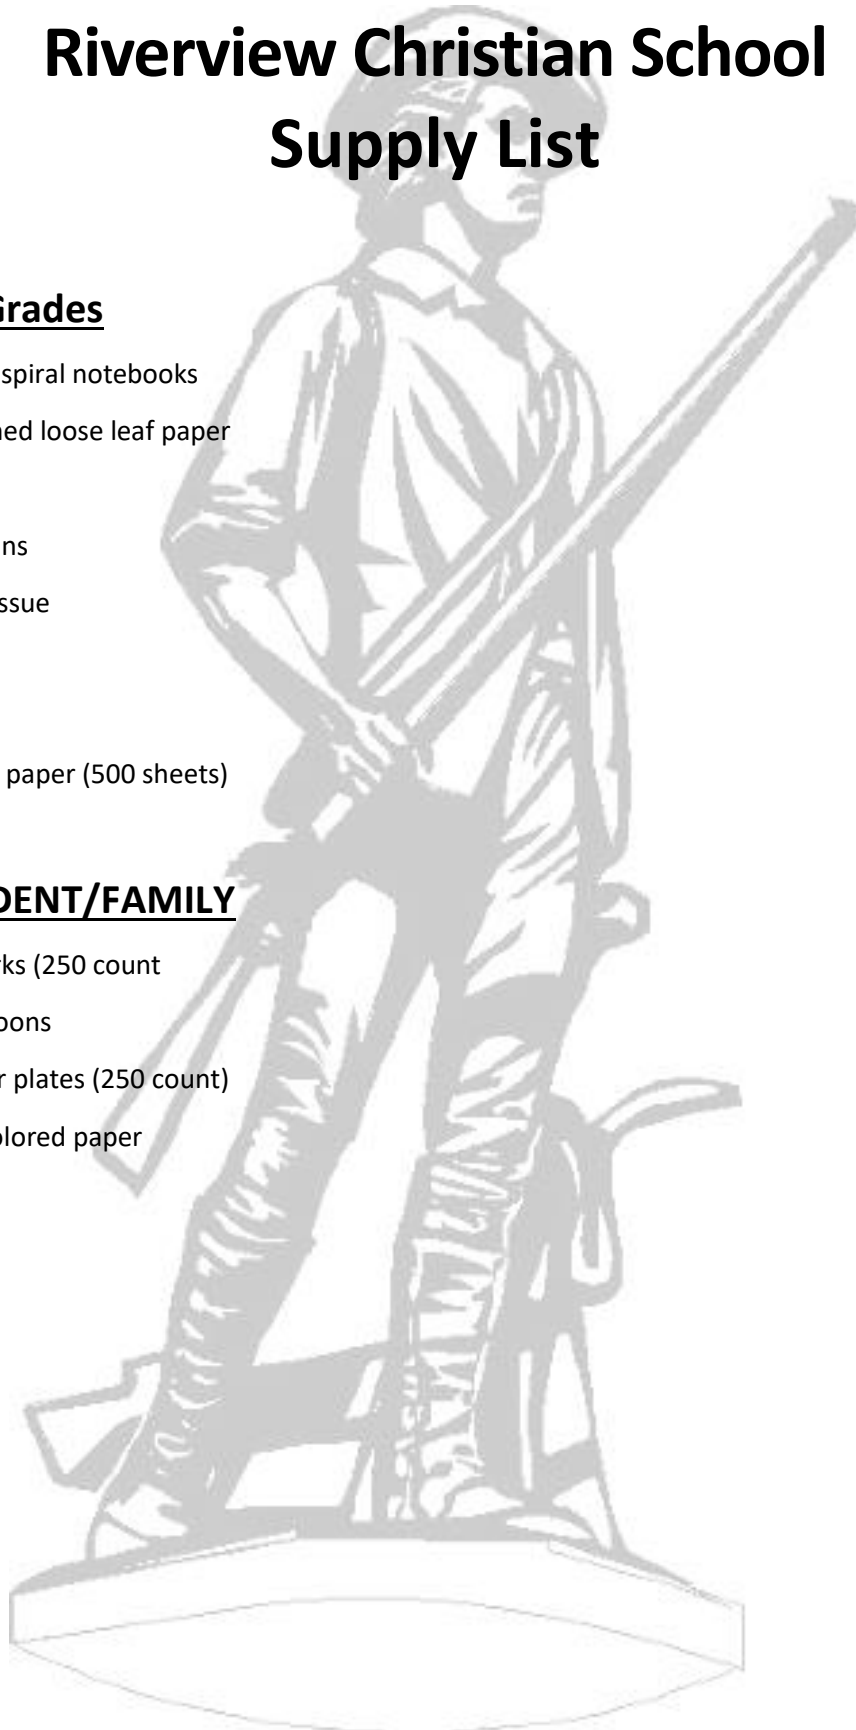 Riverview Christian School
Supply List
Grades
spiral notebooks
ned loose leaf paper
ns
ssue
paper (500 sheets)
DENT/FAMILY
ks (250 count
oons
r plates (250 count)
olored paper